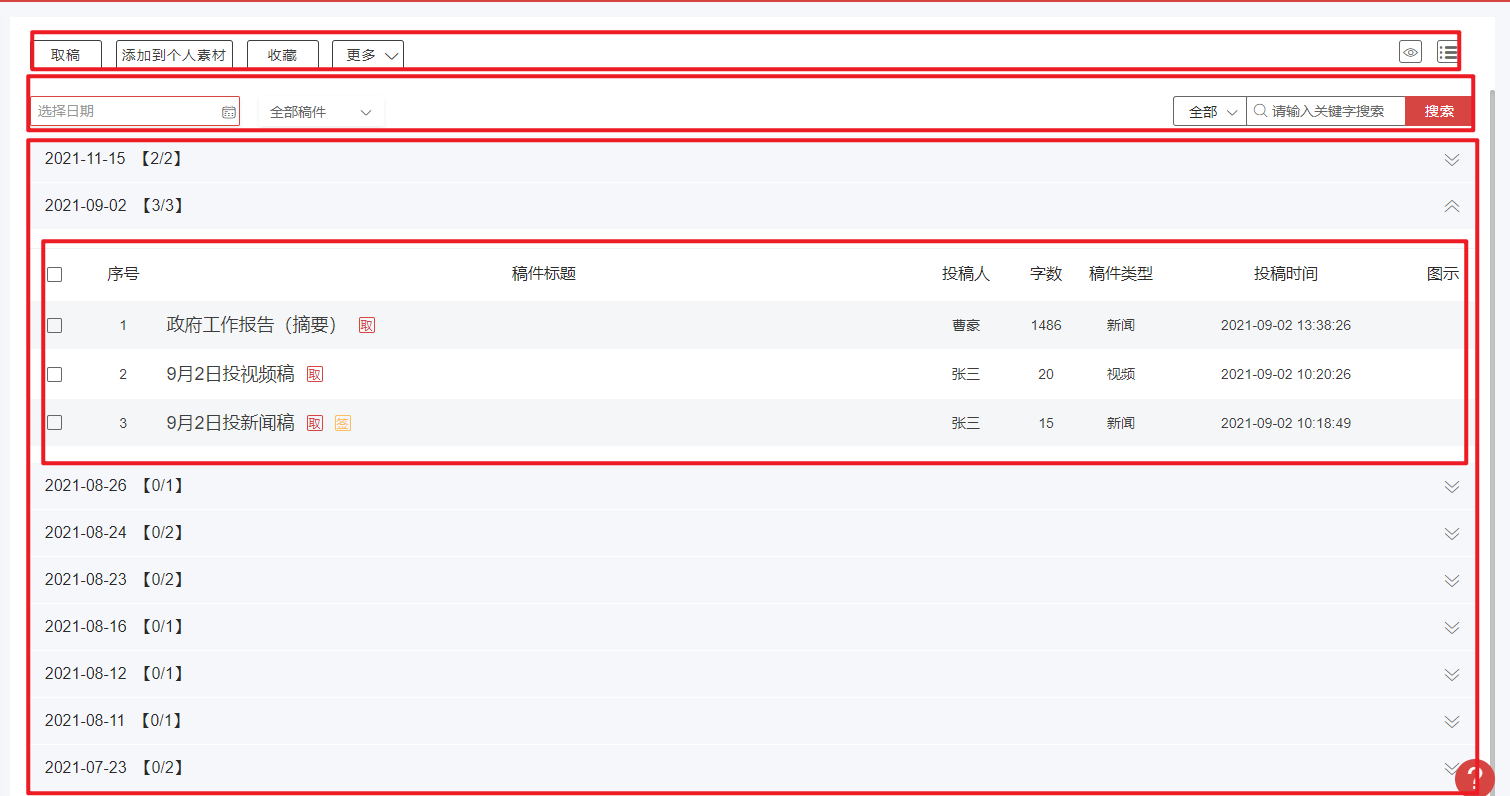 取稿 添加到个人素材 收藏 更多
选择日期 全部稿件 全部 请输入关键字搜索 搜索
2021-11-15 【2/2】
2021-09-02 【3/3】
序号 稿件标题 投稿人 字数 稿件类型 投稿时间 图示
1 政府工作报告（摘要） 取 曹豪 1486 新闻 2021-09-02 13:38:26
2 9月2日投视频稿 取 张三 20 视频 2021-09-02 10:20:26
3 9月2日投新闻稿 取 签 张三 15 新闻 2021-09-02 10:18:49
2021-08-26 【0/1】
2021-08-24 【0/2】
2021-08-23 【0/2】
2021-08-16 【0/1】
2021-08-12 【0/1】
2021-08-11 【0/1】
2021-07-23 【0/2】
?